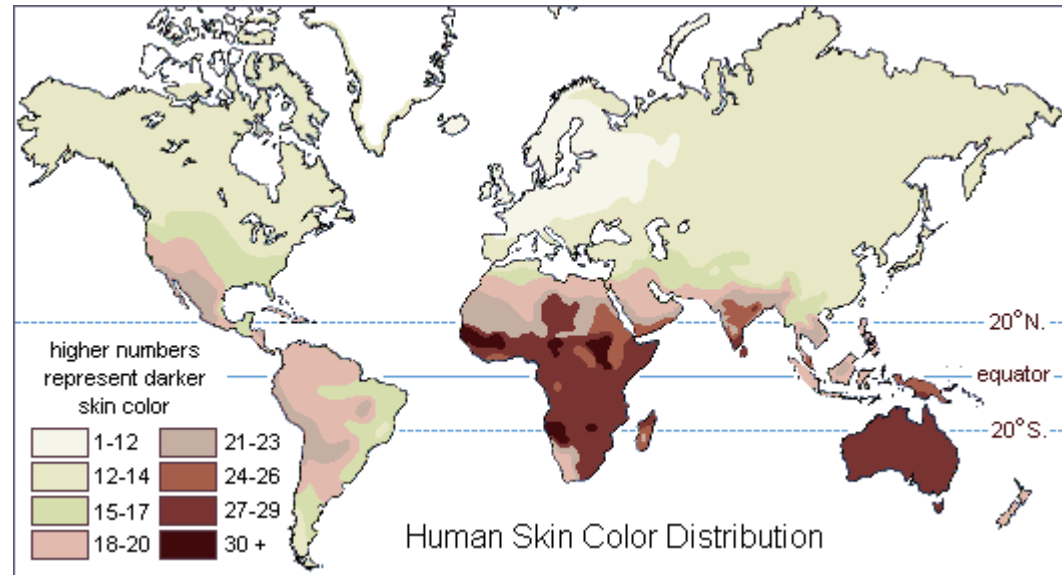 20°N.
higher numbers
represent darker
skin color
equator
20°S.
1-12
21-23
12-14
24-26
15-17
27-29
18-20
30 +
Human Skin Color Distribution